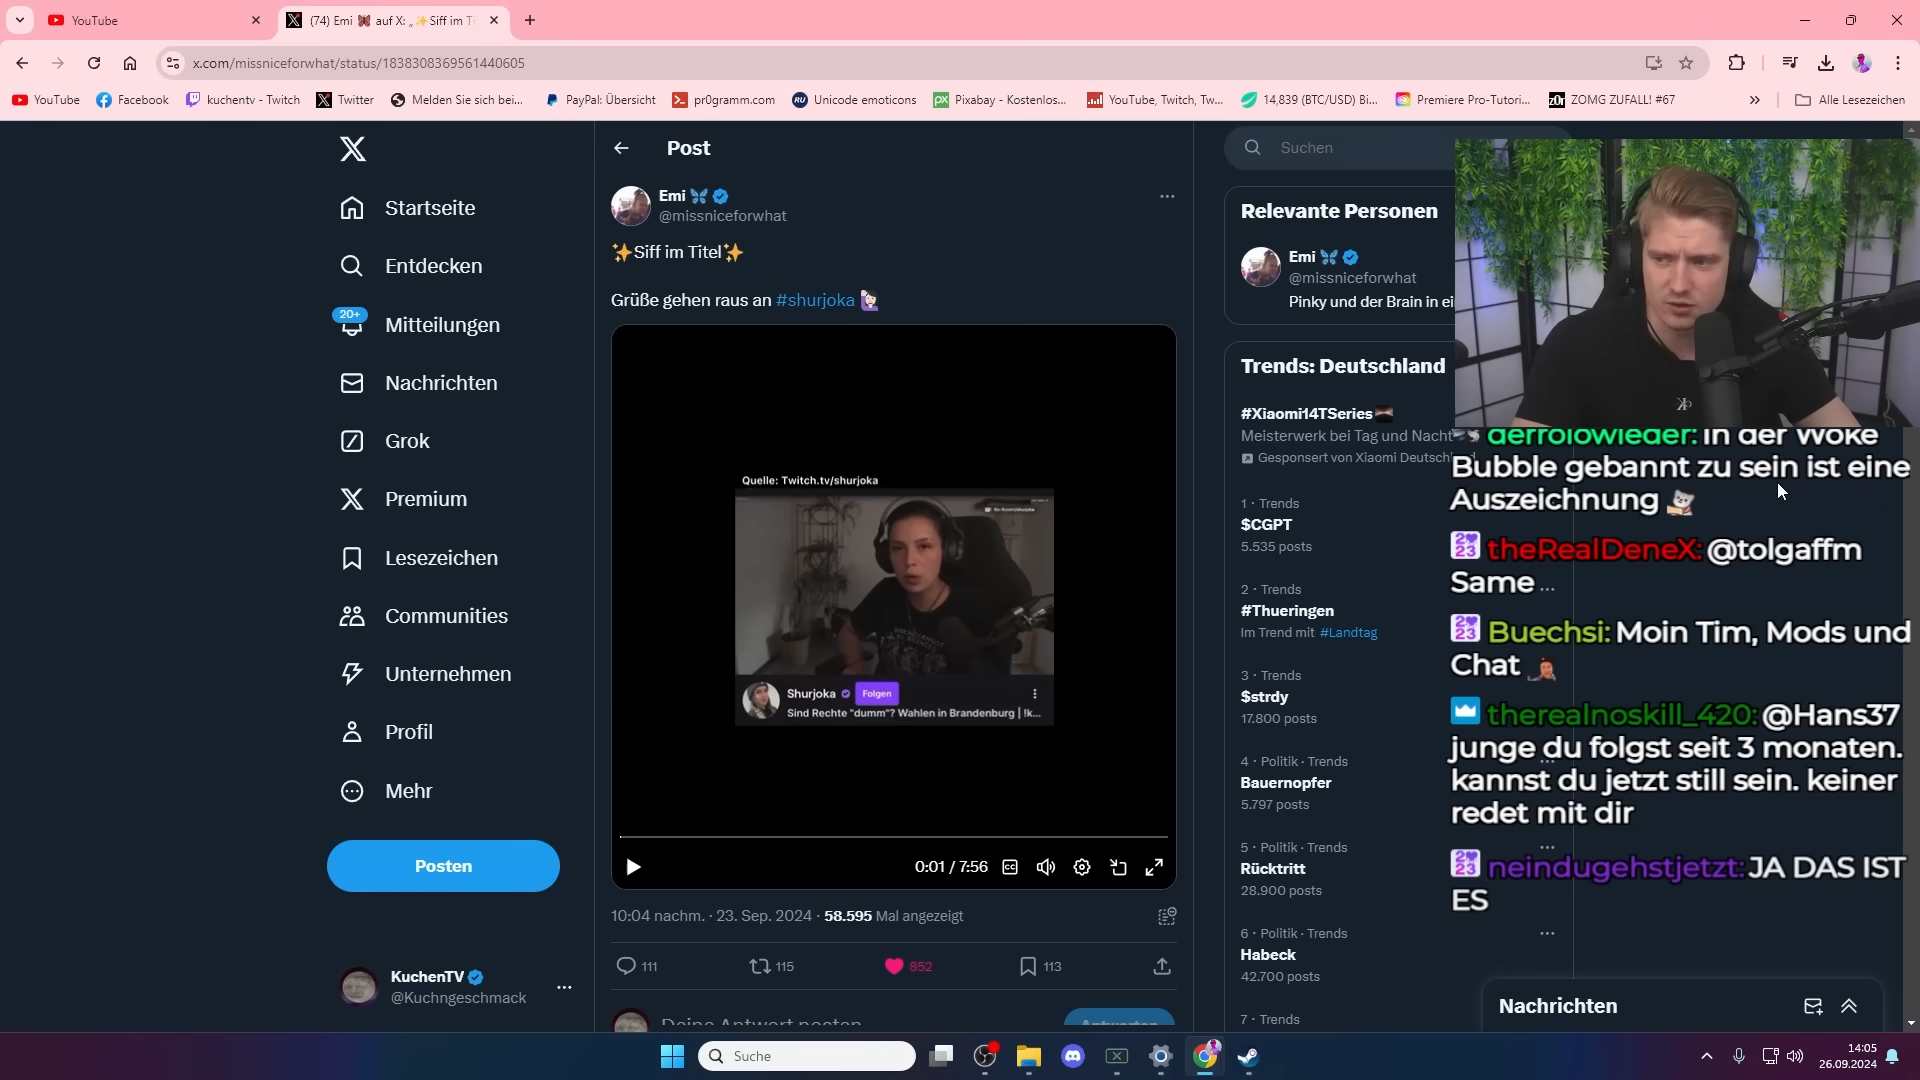 YouTube
(74) Emi 🦋 auf X: „✨Siff im Ti
x.com/missniceforwhat/status/1838308369561440605
YouTube
Facebook
kuchentv - Twitch
Twitter
Melden Sie sich bei...
PayPal: Übersicht
pr0gramm.com
Unicode emoticons
Pixabay - Kostenlos...
YouTube, Twitch, Tw...
14,839 (BTC/USD) Bi...
Premiere Pro-Tutori...
ZOMG ZUFALL! #67
Alle Lesezeichen
Startseite
Entdecken
20+
Mitteilungen
Nachrichten
Grok
Premium
Lesezeichen
Communities
Unternehmen
Profil
Mehr
Posten
KuchenTV
@Kuchngeschmack
Post
Emi 🦋
@missniceforwhat
✨Siff im Titel✨
Grüße gehen raus an #shurjoka 🙋🏻‍♀️
Quelle: Twitch.tv/shurjoka
Shurjoka
Folgen
Sind Rechte "dumm"? Wahlen in Brandenburg | !k...
0:01 / 7:56
10:04 nachm. · 23. Sep. 2024 · 58.595 Mal angezeigt
111
115
852
113
Deine Antwort posten
Antworten
Suchen
Relevante Personen
Emi 🦋
@missniceforwhat
Pinky und der Brain in ei
Trends: Deutschland
#Xiaomi14TSeries
Meisterwerk bei Tag und Nacht
Gesponsert von Xiaomi Deutschl
1 · Trends
$CGPT
5.535 posts
2 · Trends
#Thueringen
Im Trend mit #Landtag
3 · Trends
$strdy
17.800 posts
4 · Politik · Trends
Bauernopfer
5.797 posts
5 · Politik · Trends
Rücktritt
28.900 posts
6 · Politik · Trends
Habeck
42.700 posts
7 · Trends
derrolowieder: In der Woke
Bubble gebannt zu sein ist eine
Auszeichnung
theRealDeneX: @tolgaffm
Same
Buechsi: Moin Tim, Mods und
Chat
therealnoskill_420: @Hans37
junge du folgst seit 3 monaten.
kannst du jetzt still sein. keiner
redet mit dir
neindugehstjetzt: JA DAS IST
ES
Nachrichten
Suche
14:05
26.09.2024